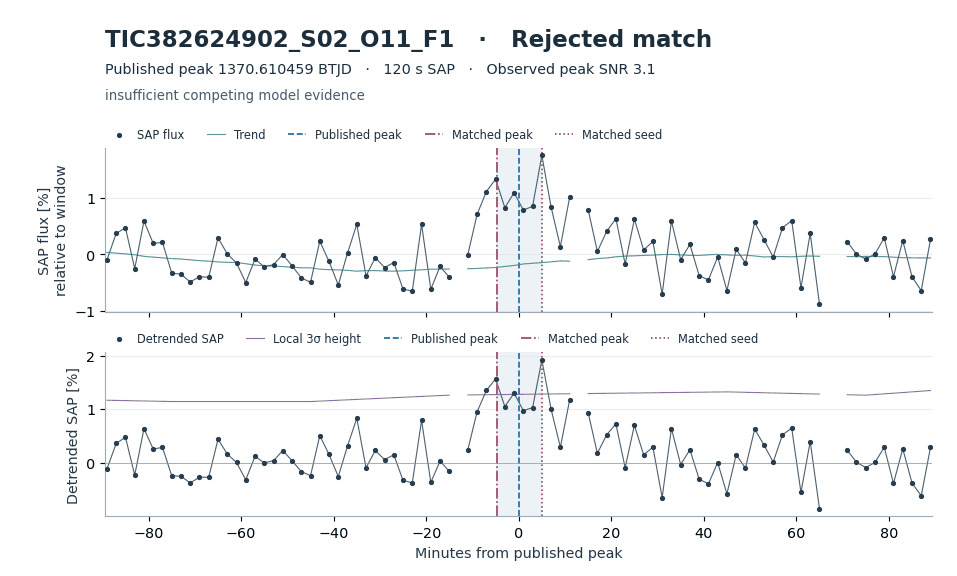 TIC382624902_S02_O11_F1 · Rejected match
Published peak 1370.610459 BTJD · 120 s SAP · Observed peak SNR 3.1
insufficient competing model evidence
SAP flux Trend Published peak Matched peak Matched seed
SAP flux [%]
relative to window
1
0
−1
Detrended SAP Local 3σ height Published peak Matched peak Matched seed
Detrended SAP [%]
2
1
0
−80 −60 −40 −20 0 20 40 60 80
Minutes from published peak